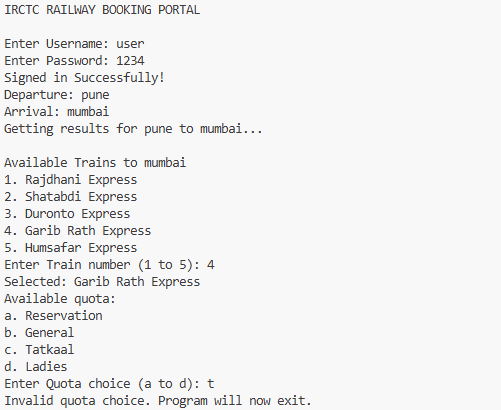 IRCTC RAILWAY BOOKING PORTAL
Enter Username: user
Enter Password: 1234
Signed in Successfully!
Departure: pune
Arrival: mumbai
Getting results for pune to mumbai...
Available Trains to mumbai
1. Rajdhani Express
2. Shatabdi Express
3. Duronto Express
4. Garib Rath Express
5. Humsafar Express
Enter Train number (1 to 5): 4
Selected: Garib Rath Express
Available quota:
a. Reservation
b. General
c. Tatkaal
d. Ladies
Enter Quota choice (a to d): t
Invalid quota choice. Program will now exit.